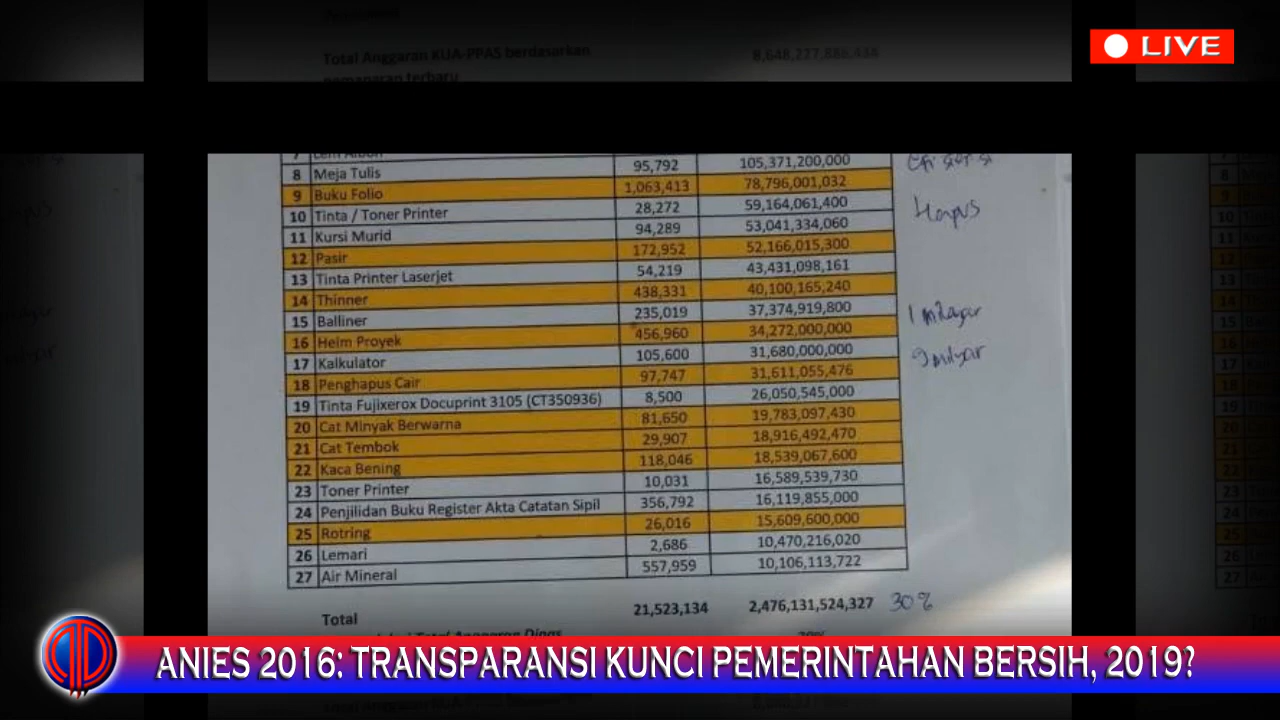 LIVE
Total Anggaran KUA-PPAS berdasarkan 8,648,277,886,434
pemaparan terbaru
7 Lem Aibon
8 Meja Tulis 95,792 105,371,200,000
9 Buku Folio 1,063,413 78,796,001,032
10 Tinta / Toner Printer 28,272 59,164,061,400 Hapus
11 Kursi Murid 94,289 53,041,334,060
12 Pasir 172,952 52,166,015,300
13 Tinta Printer Laserjet 54,219 43,431,098,161
14 Thinner 438,331 40,100,165,240
15 Balliner 235,019 37,374,919,800 1 milyar
16 Helm Proyek 456,960 34,272,000,000
17 Kalkulator 105,600 31,680,000,000 9 milyar
18 Penghapus Cair 97,747 31,611,055,476
19 Tinta Fujixerox Docuprint 3105 (CT350936) 8,500 26,050,545,000
20 Cat Minyak Berwarna 81,650 19,783,097,430
21 Cat Tembok 29,907 18,916,492,470
22 Kaca Bening 118,046 18,539,067,600
23 Toner Printer 10,031 16,589,539,730
24 Penjilidan Buku Register Akta Catatan Sipil 356,792 16,119,855,000
25 Rotring 26,016 15,609,600,000
26 Lemari 2,686 10,470,216,020
27 Air Mineral 557,959 10,106,113,722
Total 21,523,134 2,476,131,524,327 30%
Total Anggaran Dinas
ANIES 2016: TRANSPARANSI KUNCI PEMERINTAHAN BERSIH, 2019?